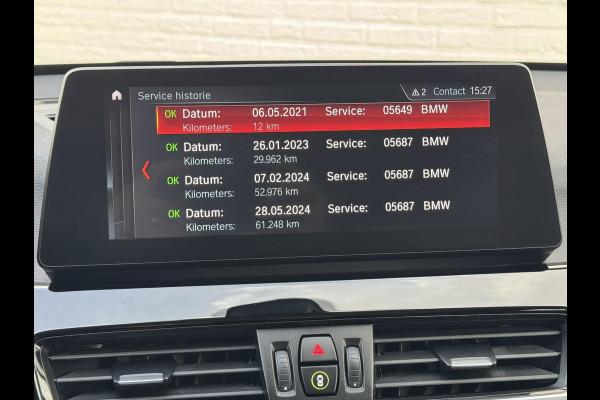 Service historie
⚠2 Contact 15:27
OK Datum: 06.05.2021 Service: 05649 BMW
Kilometers: 12 km
OK Datum: 26.01.2023 Service: 05687 BMW
Kilometers: 29.962 km
OK Datum: 07.02.2024 Service: 05687 BMW
Kilometers: 52.976 km
OK Datum: 28.05.2024 Service: 05687 BMW
Kilometers: 61.248 km